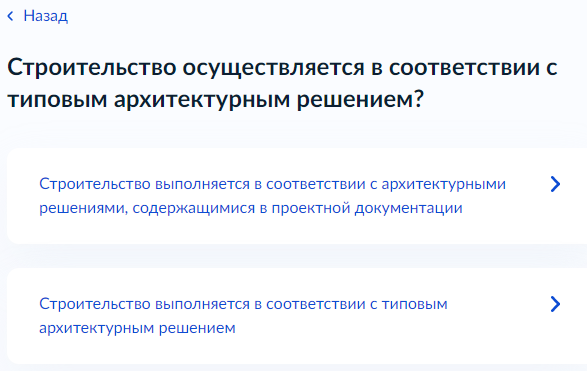 Назад
Строительство осуществляется в соответствии с
типовым архитектурным решением?
Строительство выполняется в соответствии с архитектурными
решениями, содержащимися в проектной документации
Строительство выполняется в соответствии с типовым
архитектурным решением